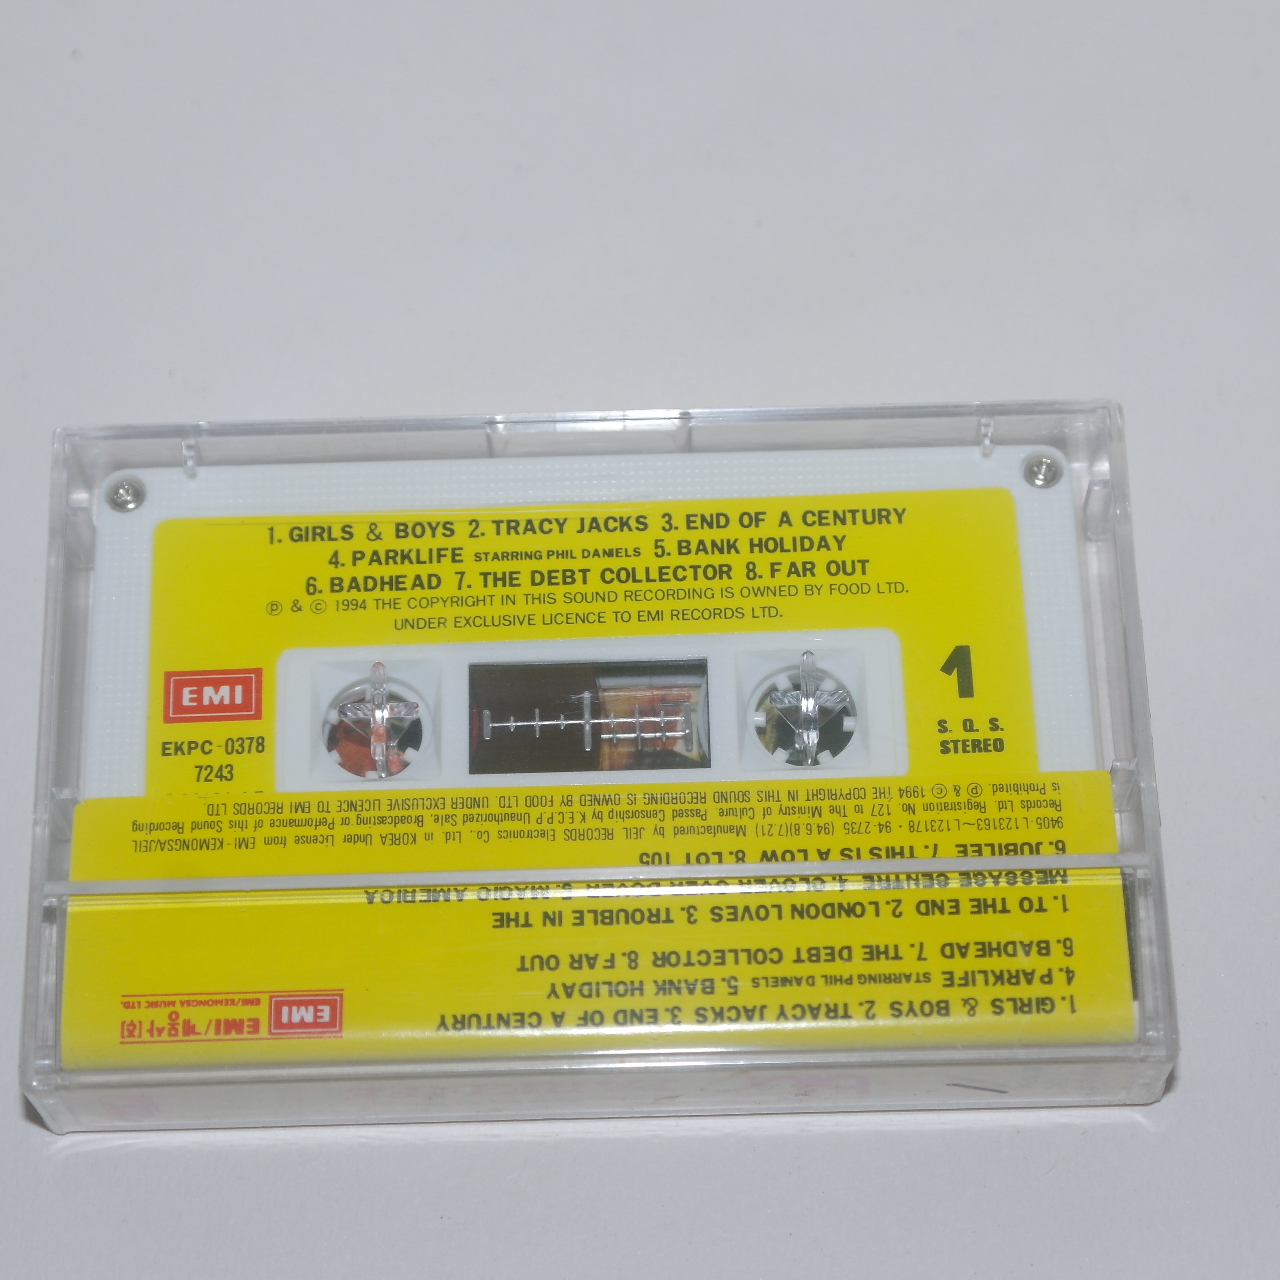 1. GIRLS & BOYS 2. TRACY JACKS 3. END OF A CENTURY
4. PARKLIFE STARRING PHIL DANIELS 5. BANK HOLIDAY
6. BADHEAD 7. THE DEBT COLLECTOR 8. FAR OUT
Ⓟ & © 1994 THE COPYRIGHT IN THIS SOUND RECORDING IS OWNED BY FOOD LTD.
UNDER EXCLUSIVE LICENCE TO EMI RECORDS LTD.
EMI
EKPC-0378
7243
1
S. Q. S.
STEREO
1. GIRLS & BOYS 2. TRACY JACKS 3. END OF A CENTURY
4. PARKLIFE STARRING PHIL DANIELS 5. BANK HOLIDAY
6. BADHEAD 7. THE DEBT COLLECTOR 8. FAR OUT
1. TO THE END 2. LONDON LOVES 3. TROUBLE IN THE
MESSAGE CENTRE 4. CLOVER OVER DOVER 5. MAGIC AMERICA
6. JUBILEE 7. THIS IS A LOW 8. LOT 105
9405-L123163~L123178 · 94-2735 (94.6.8)(7.21) Manufactured by JEIL RECORDS Electronics Co., Ltd. in KOREA Under License from EMI-KEMONGSA/JEIL
Records Ltd. Registration No. 127 to The Ministry of Culture. Passed Censorship by K.E.C.P.P. Unauthorized Sale, Broadcasting or Performance of this Sound Recording
is Prohibited. Ⓟ & © 1994 THE COPYRIGHT IN THIS SOUND RECORDING IS OWNED BY FOOD LTD. UNDER EXCLUSIVE LICENCE TO EMI RECORDS LTD.
EMI
EMI/계몽사(주)
EMI/KEMONGSA MUSIC LTD.